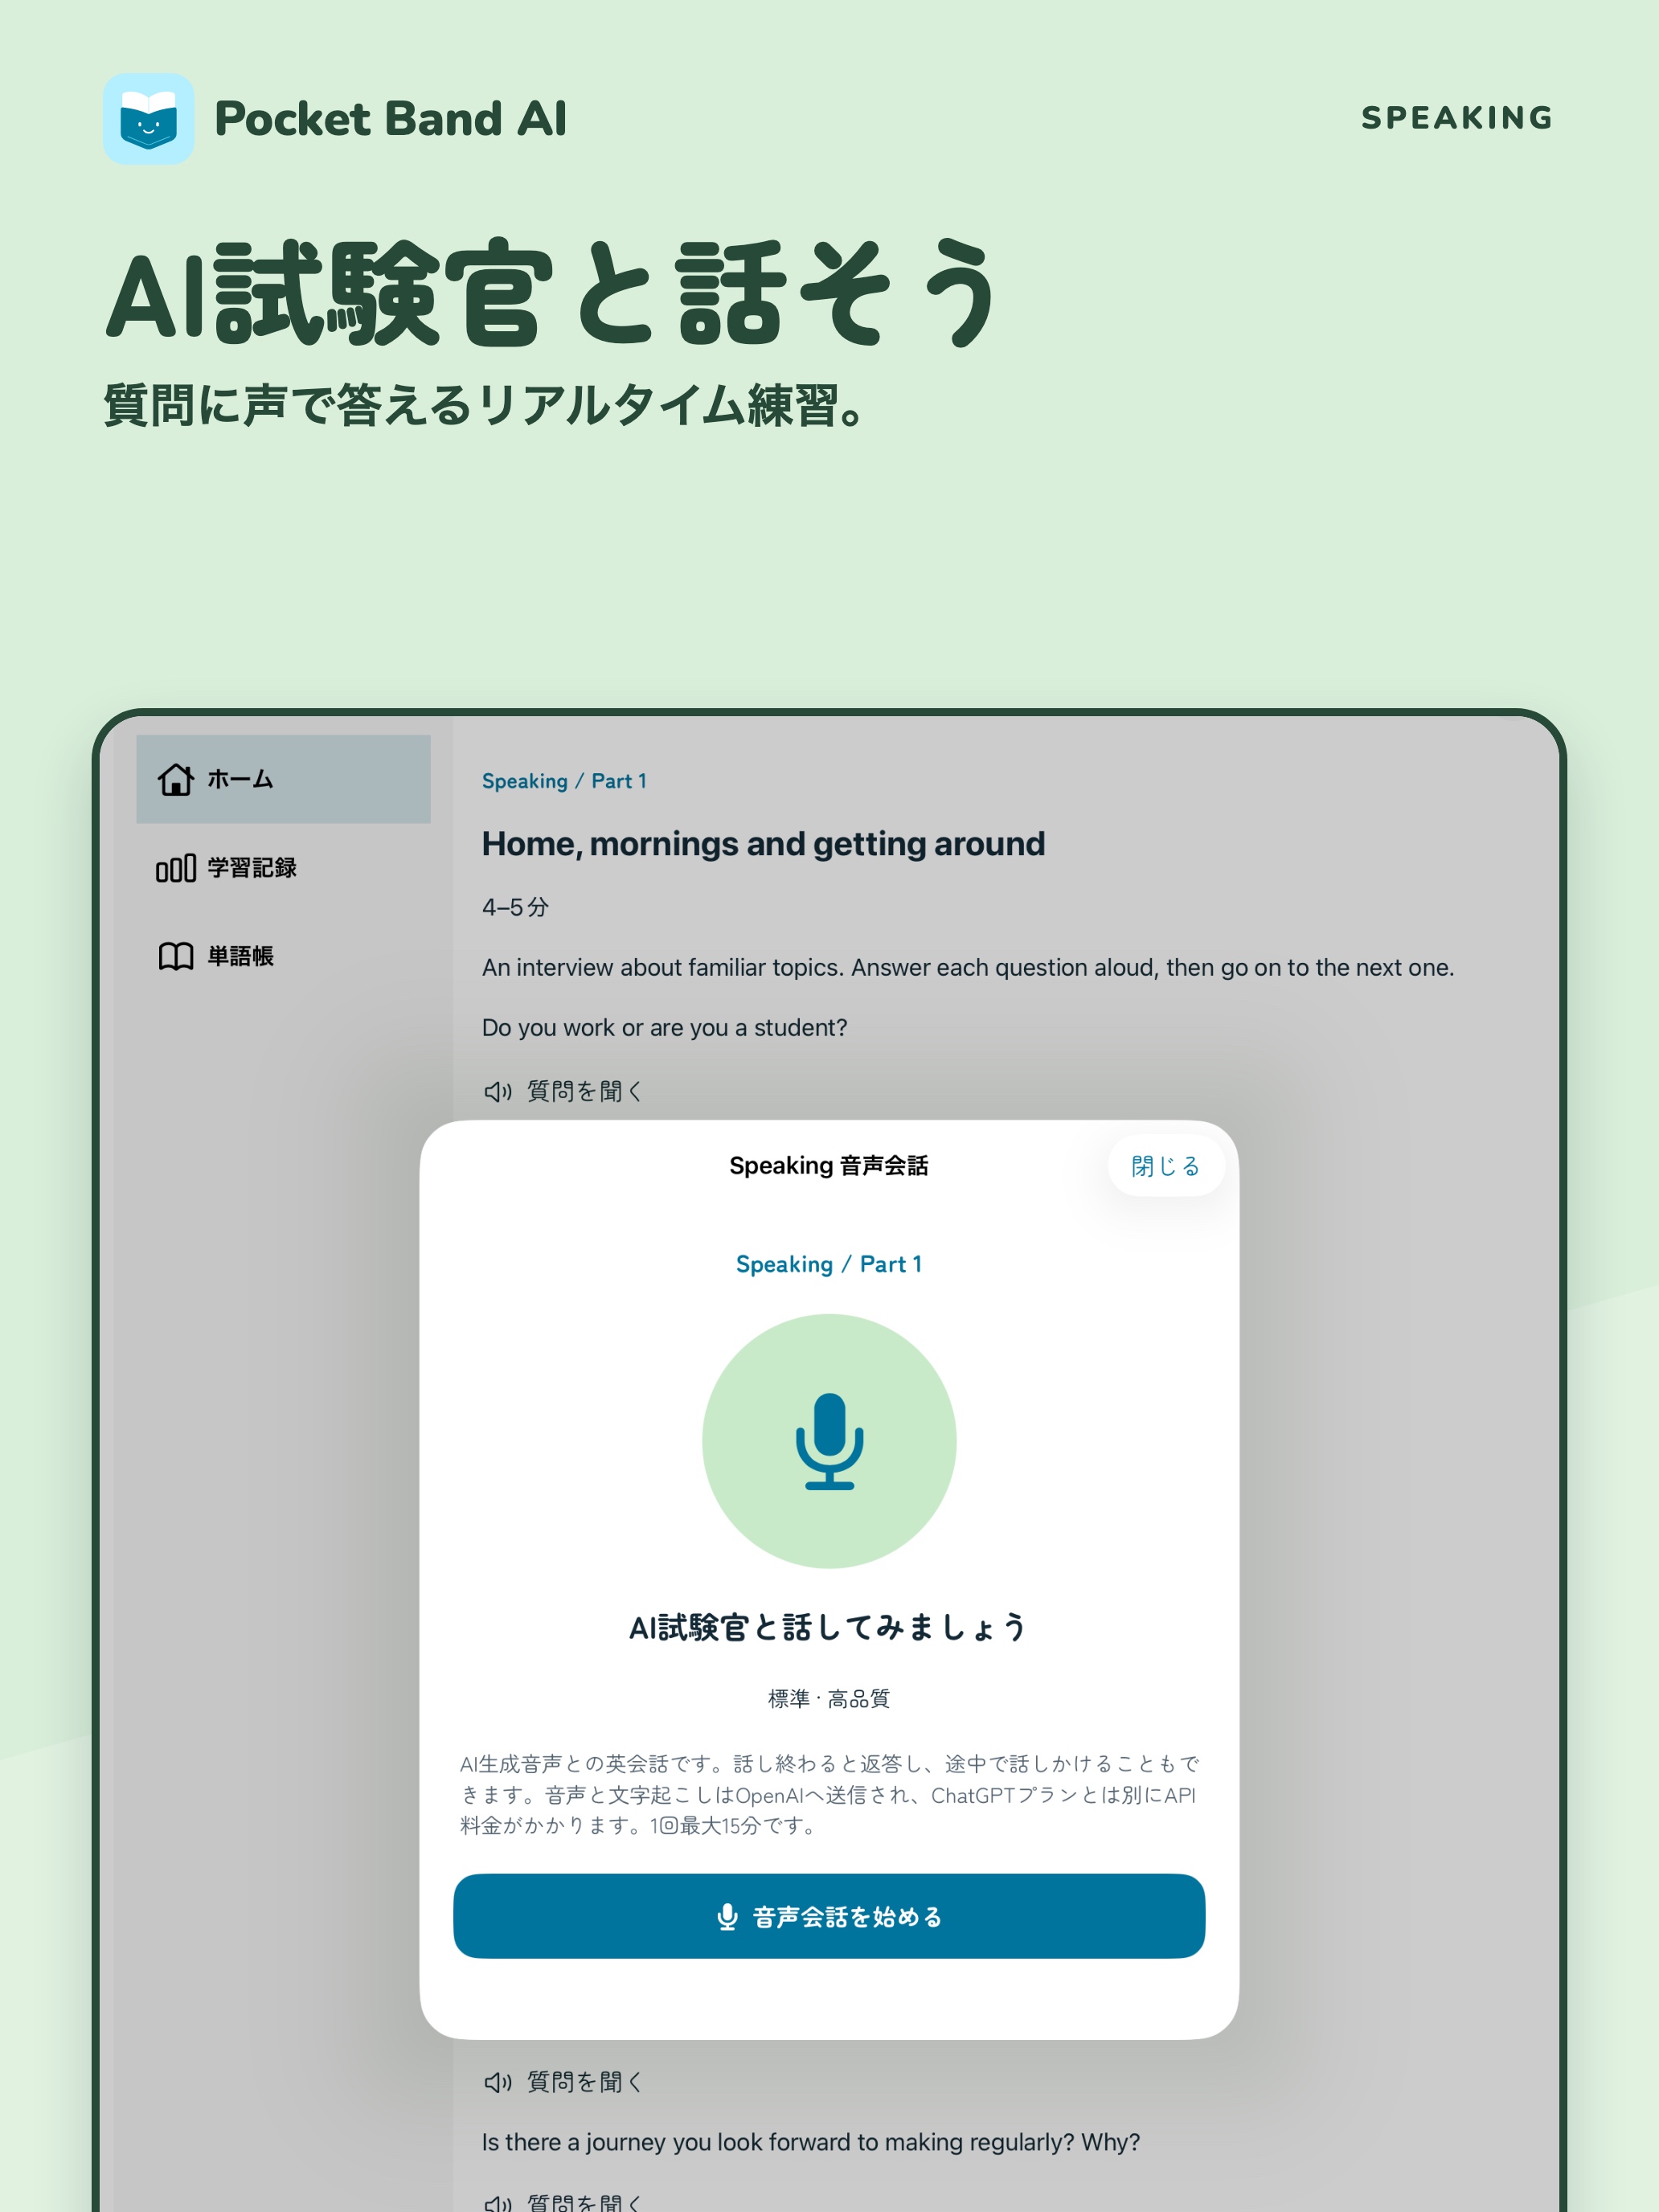 Pocket Band AI
SPEAKING
AI試験官と話そう
質問に声で答えるリアルタイム練習。
ホーム
学習記録
単語帳
Speaking / Part 1
Home, mornings and getting around
4–5分
An interview about familiar topics. Answer each question aloud, then go on to the next one.
Do you work or are you a student?
質問を聞く
Speaking 音声会話
閉じる
Speaking / Part 1
AI試験官と話してみましょう
標準 · 高品質
AI生成音声との英会話です。話し終わると返答し、途中で話しかけることもで
きます。音声と文字起こしはOpenAIへ送信され、ChatGPTプランとは別にAPI
料金がかかります。1回最大15分です。
音声会話を始める
質問を聞く
Is there a journey you look forward to making regularly? Why?
質問を聞く